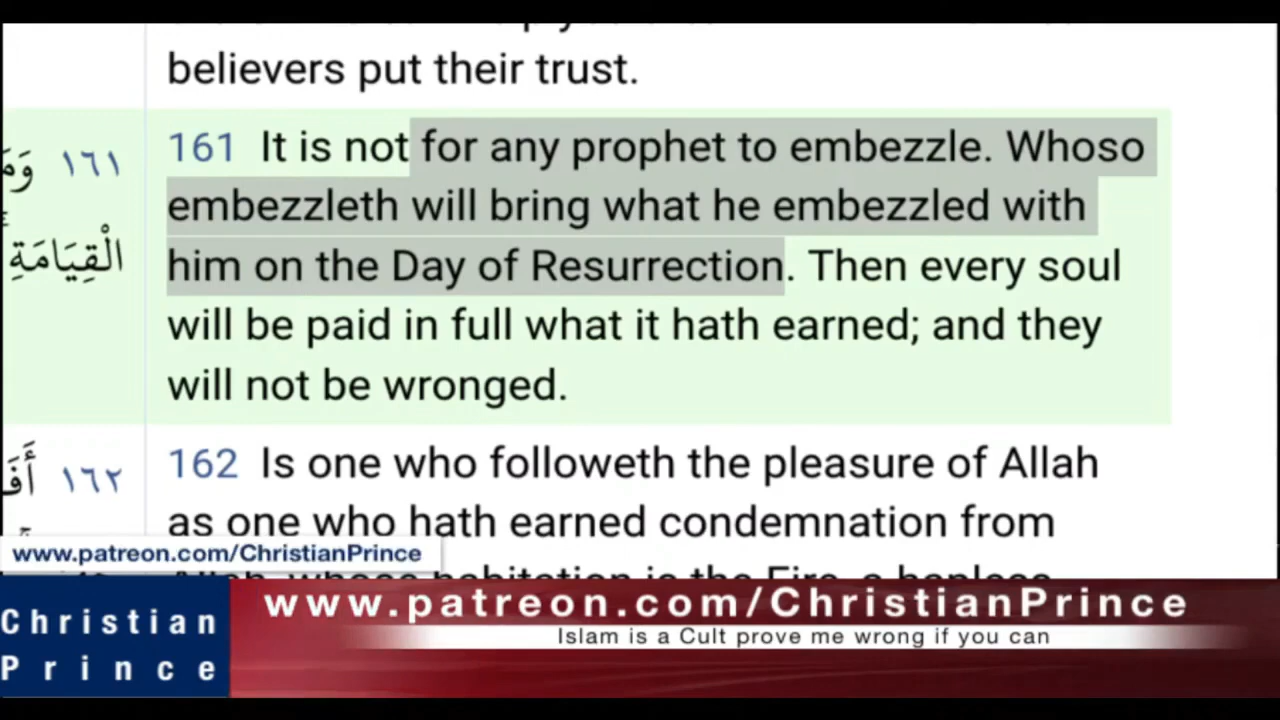 believers put their trust.
١٦١ 161 It is not for any prophet to embezzle. Whoso
الْقِيَامَةِ embezzleth will bring what he embezzled with
him on the Day of Resurrection. Then every soul
will be paid in full what it hath earned; and they
will not be wronged.
١٦٢ 162 Is one who followeth the pleasure of Allah
as one who hath earned condemnation from
www.patreon.com/ChristianPrince
Christian
Prince
www.patreon.com/ChristianPrince
Islam is a Cult prove me wrong if you can